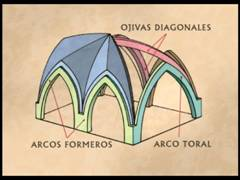 OJIVAS DIAGONALES
ARCOS FORMEROS
ARCO TORAL